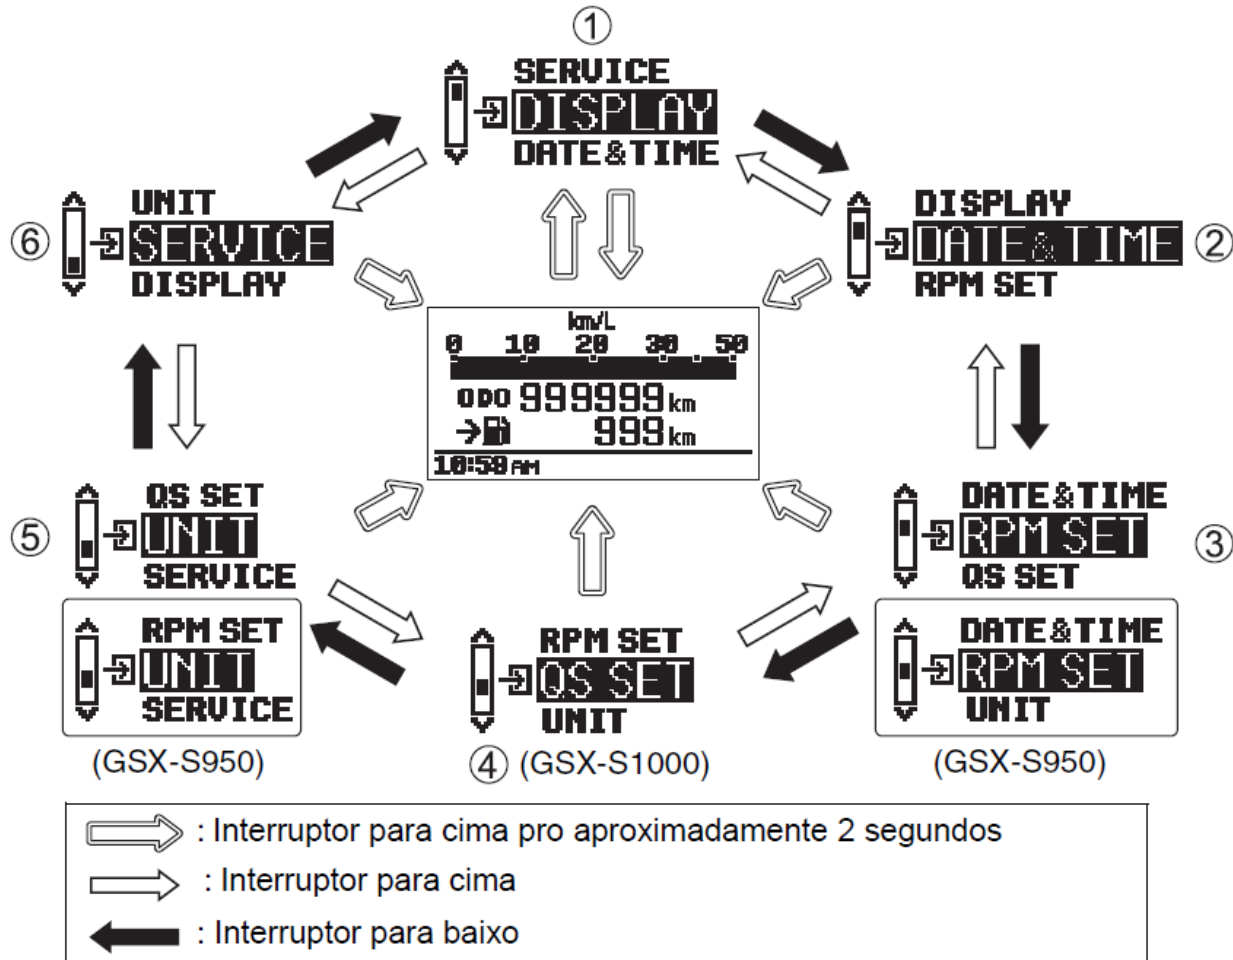 ①
SERVICE
DISPLAY
DATE&TIME
UNIT
SERVICE
DISPLAY
⑥
DISPLAY
DATE&TIME
RPM SET
②
km/L
0 10 20 30 50
ODO 999999 km
999 km
10:59 AM
QS SET
UNIT
SERVICE
⑤
DATE&TIME
RPM SET
QS SET
③
RPM SET
UNIT
SERVICE
(GSX-S950)
RPM SET
QS SET
UNIT
④ (GSX-S1000)
DATE&TIME
RPM SET
UNIT
(GSX-S950)
: Interruptor para cima pro aproximadamente 2 segundos
: Interruptor para cima
: Interruptor para baixo